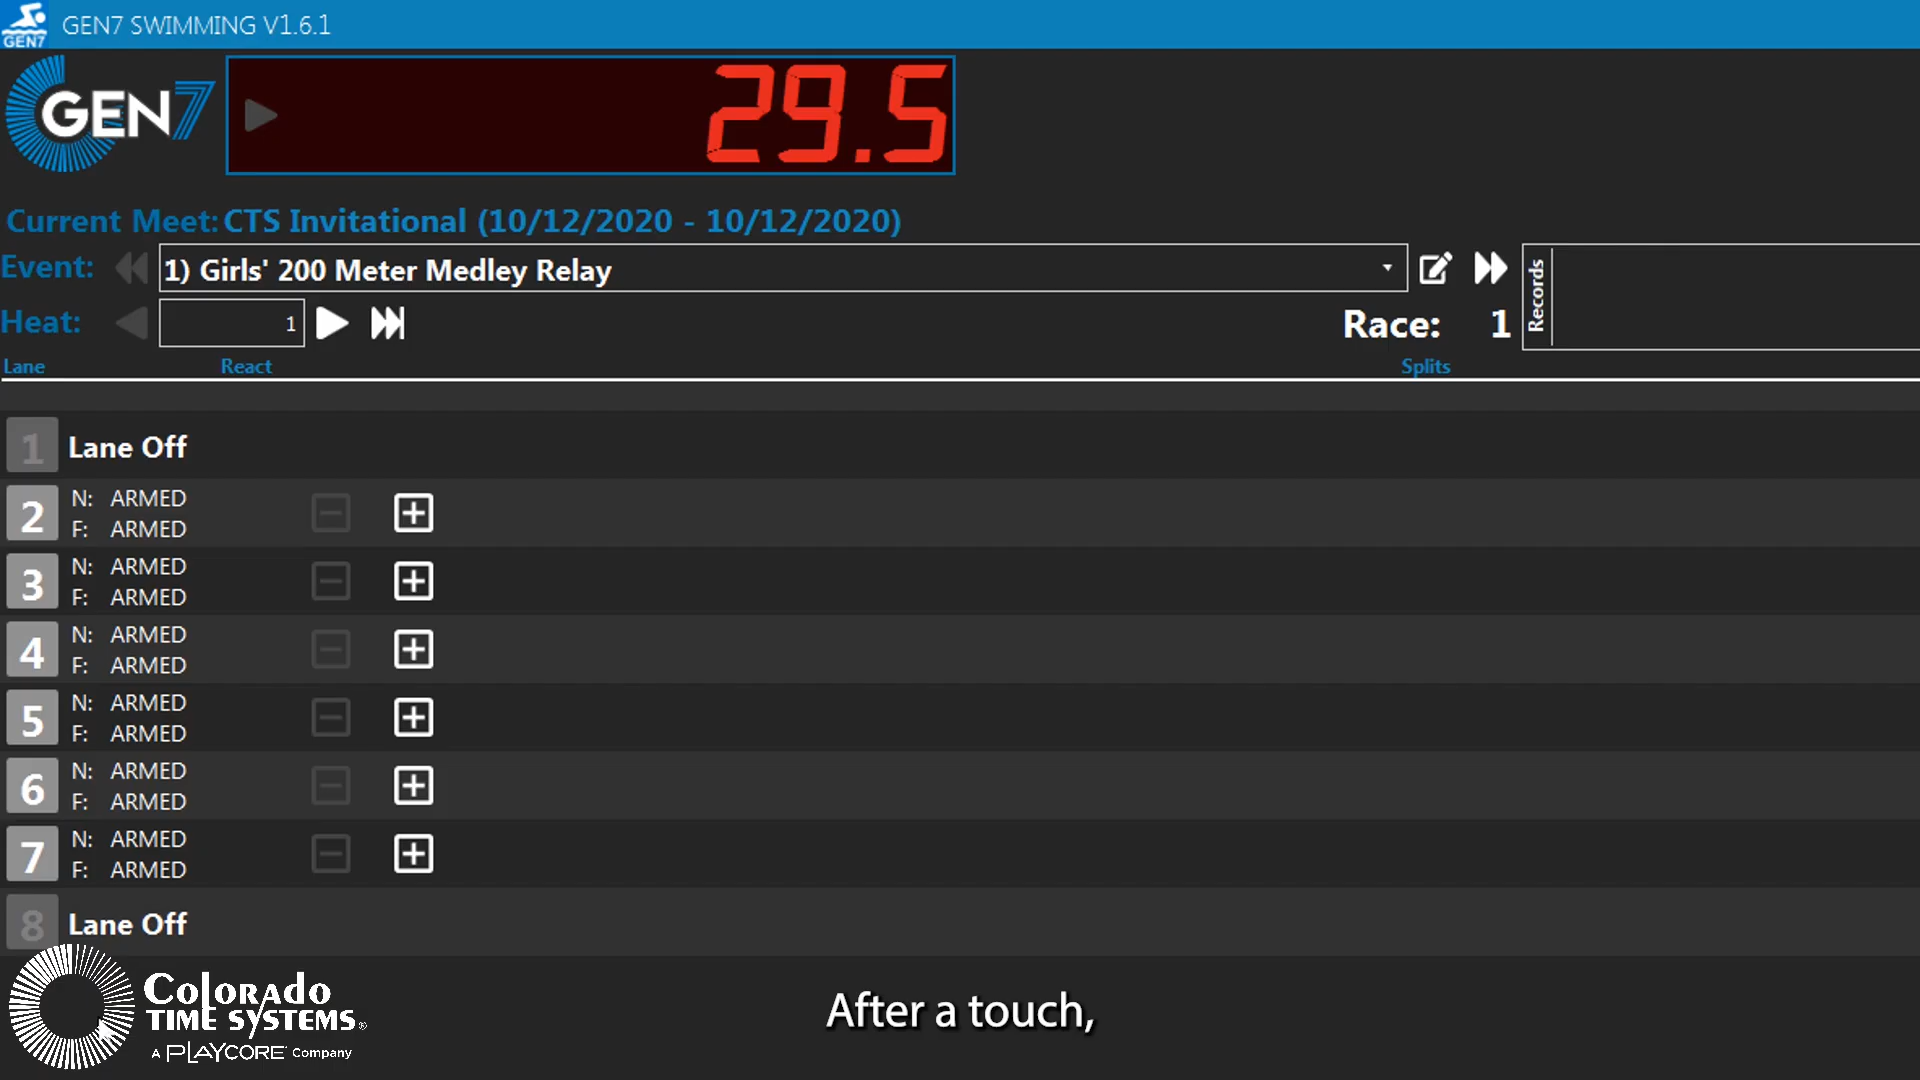 GEN7 SWIMMING V1.6.1
GEN7
GEN7
29.5
Current Meet: CTS Invitational (10/12/2020 - 10/12/2020)
Event: 1) Girls' 200 Meter Medley Relay
Records
Heat: 1
Race: 1
Lane React Splits
1 Lane Off
2 N: ARMED
F: ARMED
3 N: ARMED
F: ARMED
4 N: ARMED
F: ARMED
5 N: ARMED
F: ARMED
6 N: ARMED
F: ARMED
7 N: ARMED
F: ARMED
8 Lane Off
COLORADO
TIME SYSTEMS®
A PLAYCORE Company
After a touch,